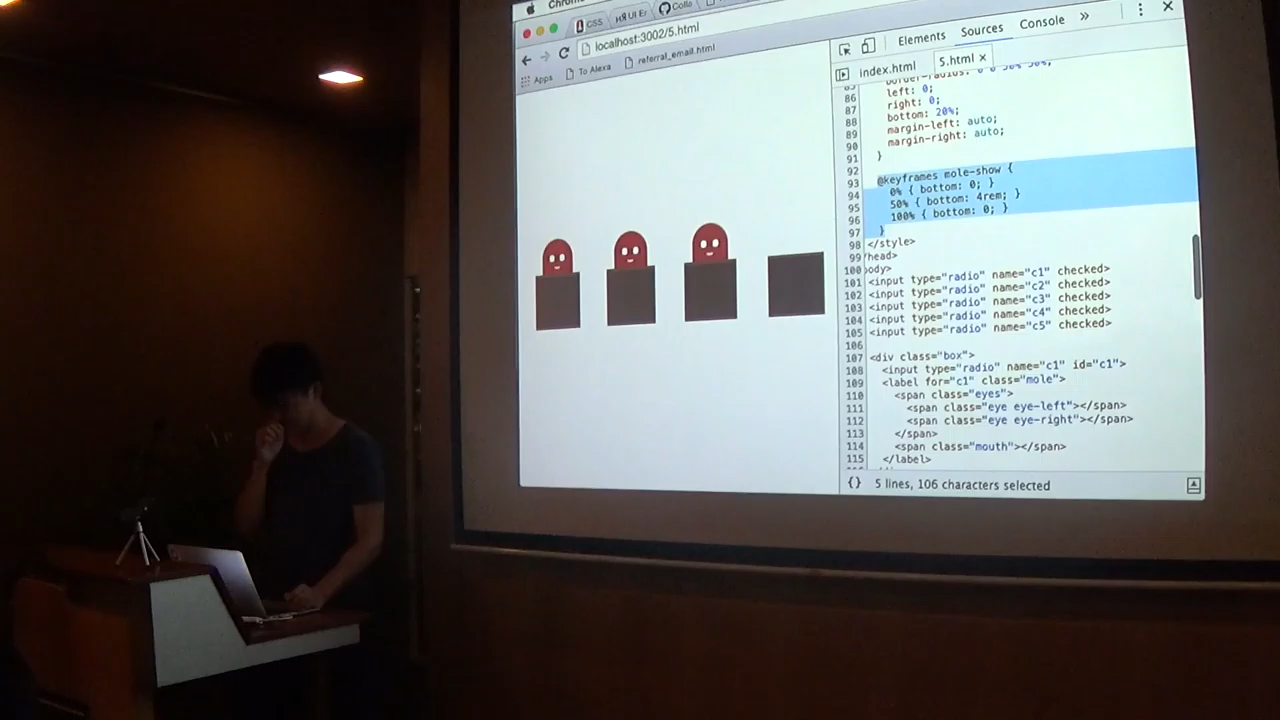 Chrome
CSS
UI
localhost:3002/5.html
Apps
To Alexa
referral_email.html
Elements
Sources
Console
»
index.html
5.html ×
85
86 left: 0;
87 right: 0;
88 bottom: 20%;
89 margin-left: auto;
90 margin-right: auto;
91 }
92
93 @keyframes mole-show {
94 0% { bottom: 0; }
95 50% { bottom: 4rem; }
96 100% { bottom: 0; }
97 }
98 </style>
99 /head>
100 body>
101 <input type="radio" name="c1" checked>
102 <input type="radio" name="c2" checked>
103 <input type="radio" name="c3" checked>
104 <input type="radio" name="c4" checked>
105 <input type="radio" name="c5" checked>
106
107 <div class="box">
108 <input type="radio" name="c1" id="c1">
109 <label for="c1" class="mole">
110 <span class="eyes">
111 <span class="eye eye-left"></span>
112 <span class="eye eye-right"></span>
113 </span>
114 <span class="mouth"></span>
115 </label>
{} 5 lines, 106 characters selected